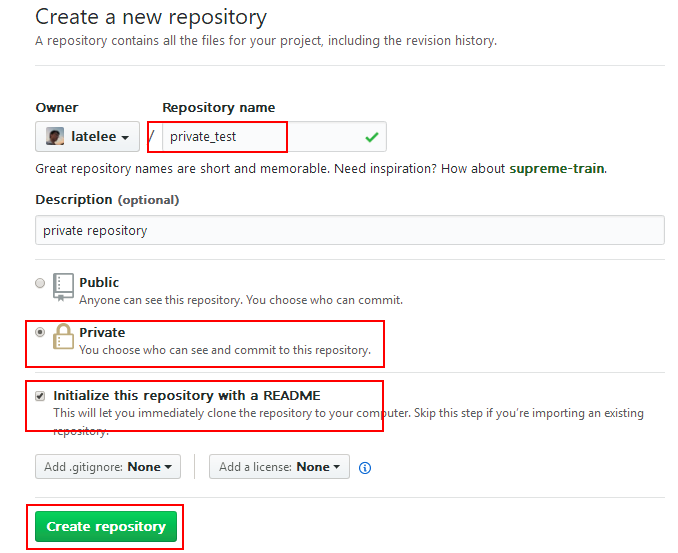 Create a new repository
A repository contains all the files for your project, including the revision history.
Owner Repository name
latelee / private_test
Great repository names are short and memorable. Need inspiration? How about supreme-train.
Description (optional)
private repository
Public
Anyone can see this repository. You choose who can commit.
Private
You choose who can see and commit to this repository.
Initialize this repository with a README
This will let you immediately clone the repository to your computer. Skip this step if you’re importing an existing
repository.
Add .gitignore: None Add a license: None
Create repository